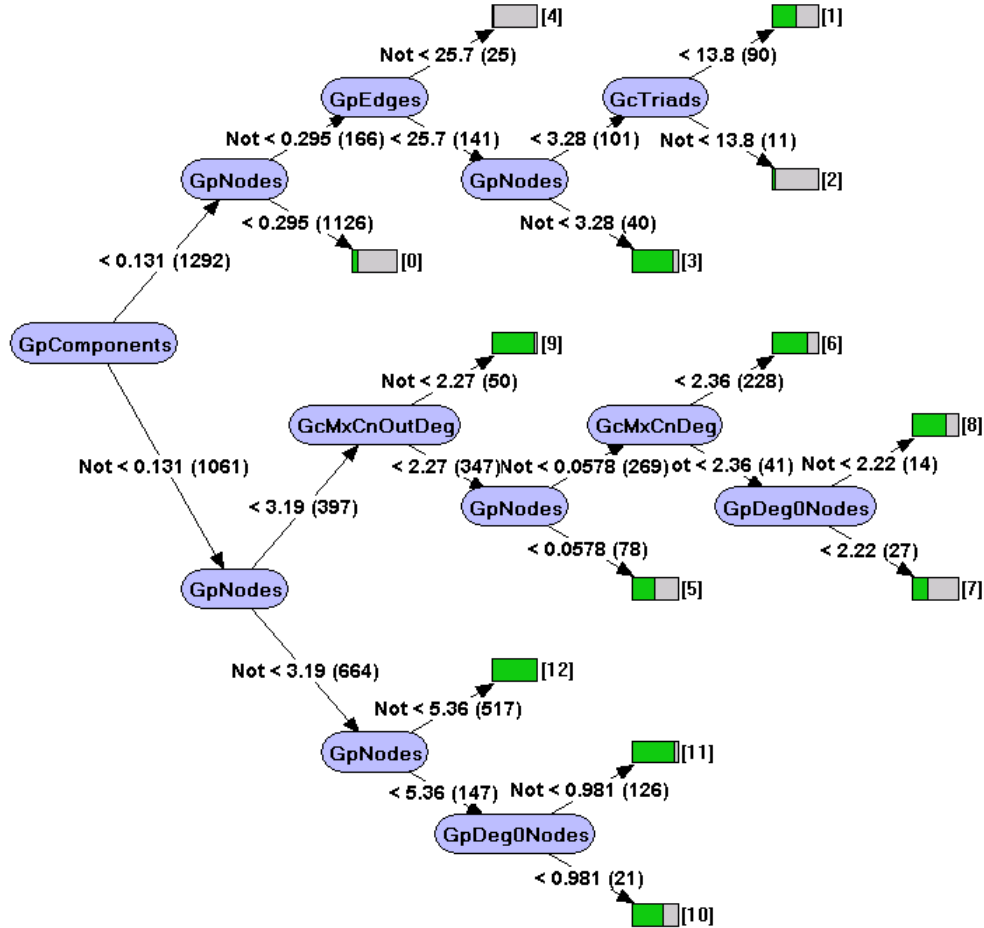 [4]
[1]
Not < 25.7 (25)
< 13.8 (90)
GpEdges
GcTriads
Not < 0.295 (166)
< 25.7 (141)
< 3.28 (101)
Not < 13.8 (11)
GpNodes
GpNodes
[2]
< 0.295 (1126)
Not < 3.28 (40)
< 0.131 (1292)
[0]
[3]
GpComponents
[9]
[6]
Not < 2.27 (50)
< 2.36 (228)
GcMxCnOutDeg
GcMxCnDeg
[8]
Not < 0.131 (1061)
< 2.27 (347)
Not < 0.0578 (269)
ot < 2.36 (41)
Not < 2.22 (14)
< 3.19 (397)
GpNodes
GpDeg0Nodes
< 0.0578 (78)
< 2.22 (27)
GpNodes
[5]
[7]
Not < 3.19 (664)
[12]
Not < 5.36 (517)
GpNodes
[11]
< 5.36 (147)
Not < 0.981 (126)
GpDeg0Nodes
< 0.981 (21)
[10]